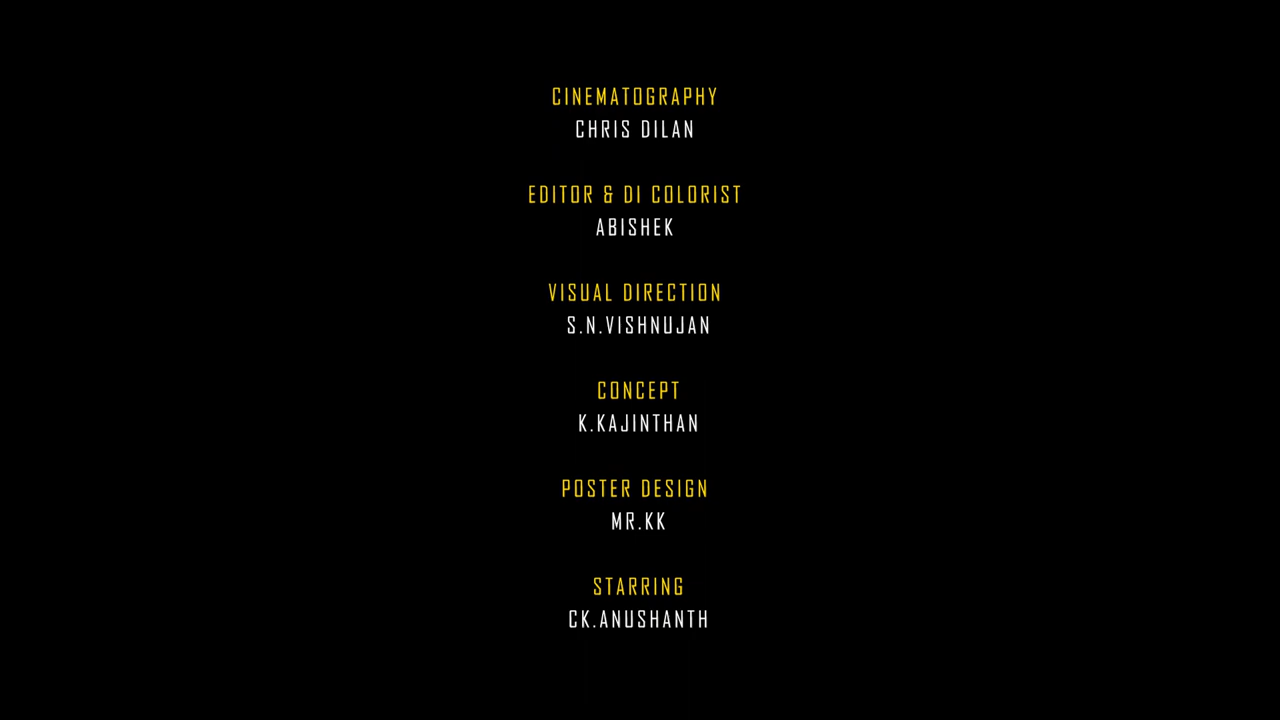 CINEMATOGRAPHY
CHRIS DILAN
EDITOR & DI COLORIST
ABISHEK
VISUAL DIRECTION
S.N.VISHNUJAN
CONCEPT
K.KAJINTHAN
POSTER DESIGN
MR.KK
STARRING
CK.ANUSHANTH